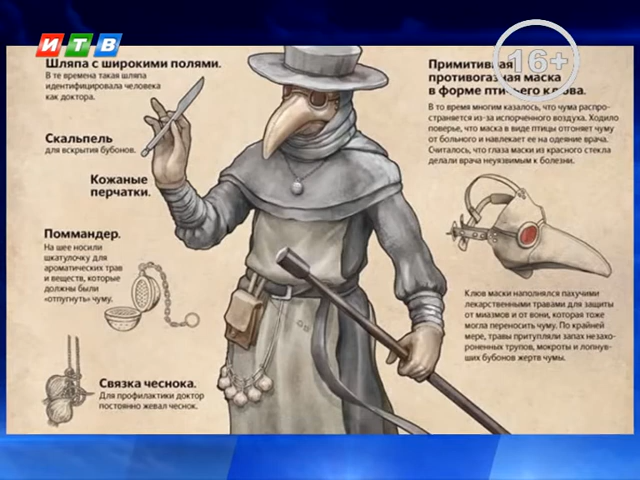 ИТВ
16+
Шляпа с широкими полями.
В те времена такая шляпа
идентифицировала человека
как доктора.
Скальпель
для вскрытия бубонов.
Кожаные
перчатки.
Поммандер.
На шее носили
шкатулочку для
ароматических трав
и веществ, которые
должны были
«отпугнуть» чуму.
Связка чеснока.
Для профилактики доктор
постоянно жевал чеснок.
Примитивная
противогазная маска
в форме птичьего клюва.
В то время многим казалось, что чума распро-
страняется из-за испорченного воздуха. Ходило
поверье, что маска в виде птицы отгоняет чуму
от больного и навлекает ее на одеяние врача.
Считалось, что глаза маски из красного стекла
делали врача неуязвимым к болезни.
Клюв маски наполнялся пахучими
лекарственными травами для защиты
от миазмов и от вони, которая тоже
могла переносить чуму. По крайней
мере, травы притупляли запах незахо-
роненных трупов, мокроты и лопнув-
ших бубонов жертв чумы.